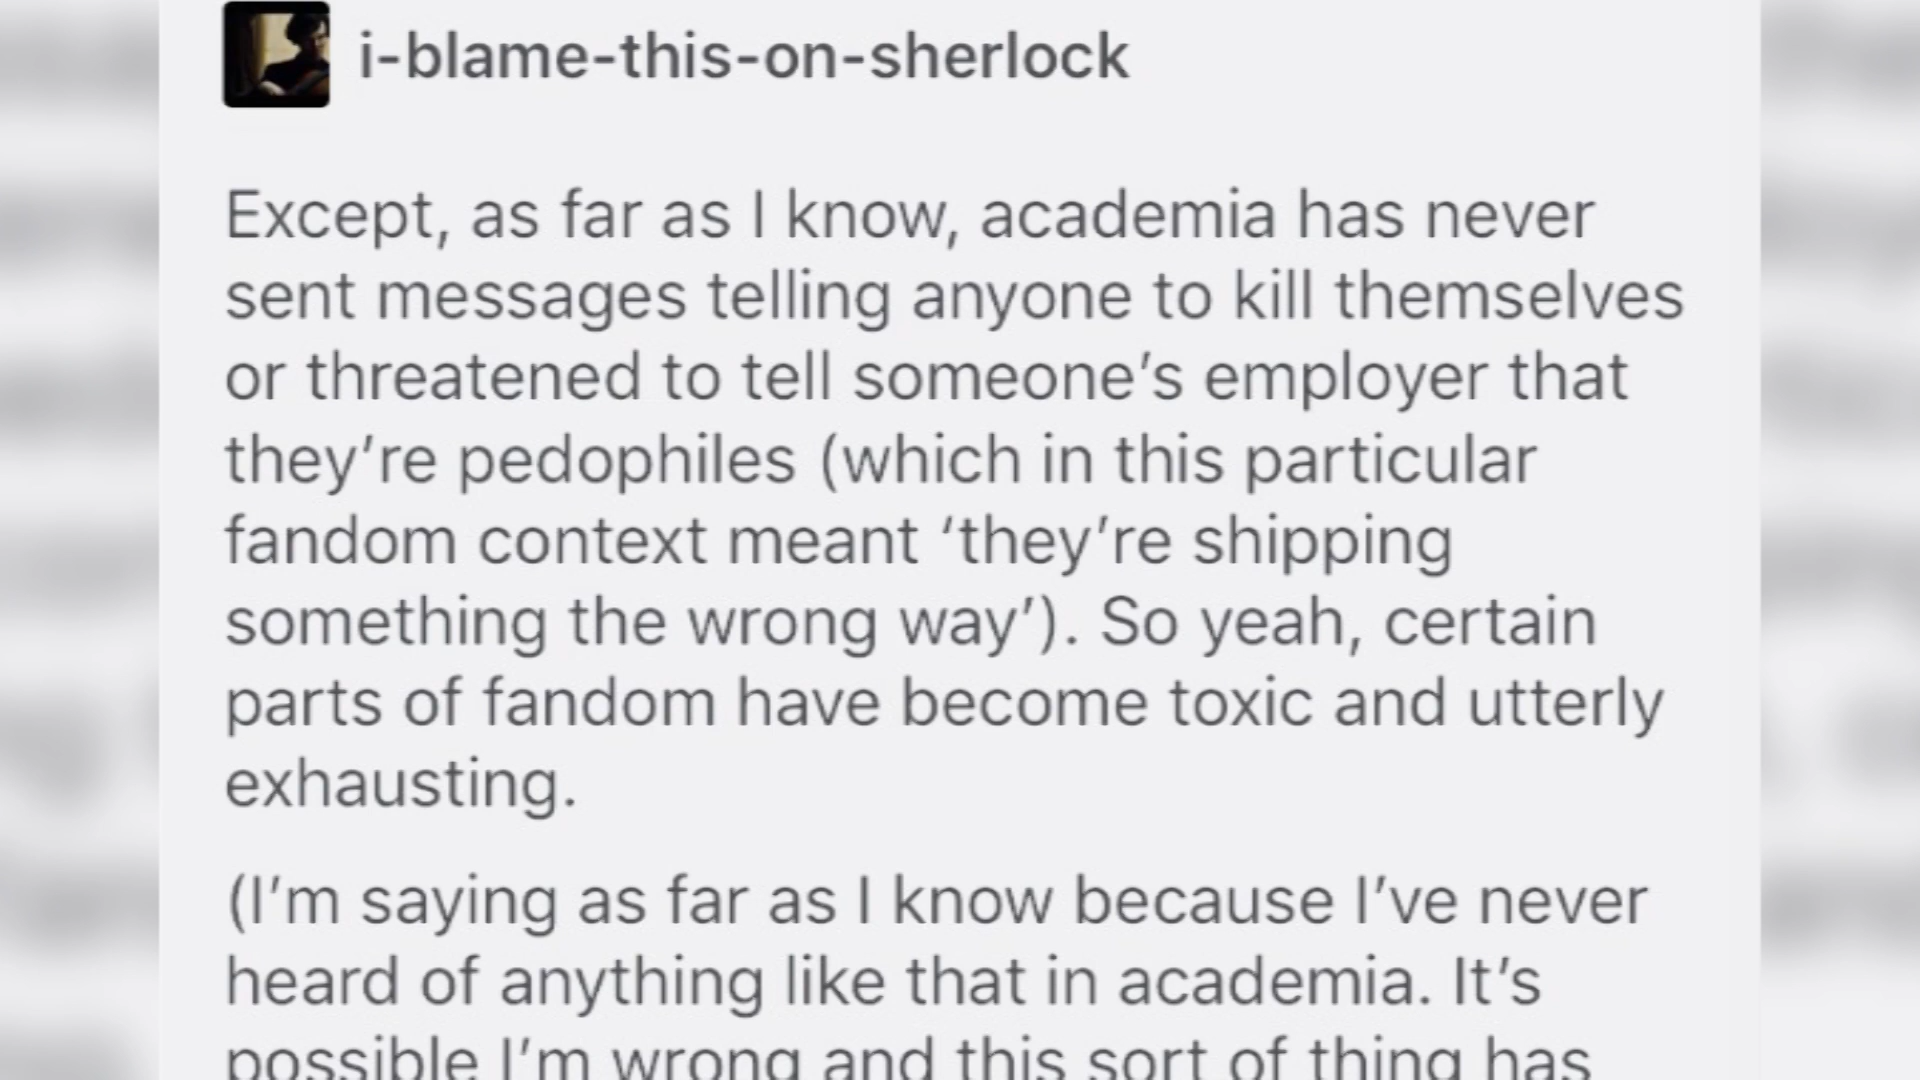 i-blame-this-on-sherlock
Except, as far as I know, academia has never
sent messages telling anyone to kill themselves
or threatened to tell someone’s employer that
they’re pedophiles (which in this particular
fandom context meant ‘they’re shipping
something the wrong way’). So yeah, certain
parts of fandom have become toxic and utterly
exhausting.
(I’m saying as far as I know because I’ve never
heard of anything like that in academia. It’s
possible I’m wrong and this sort of thing has